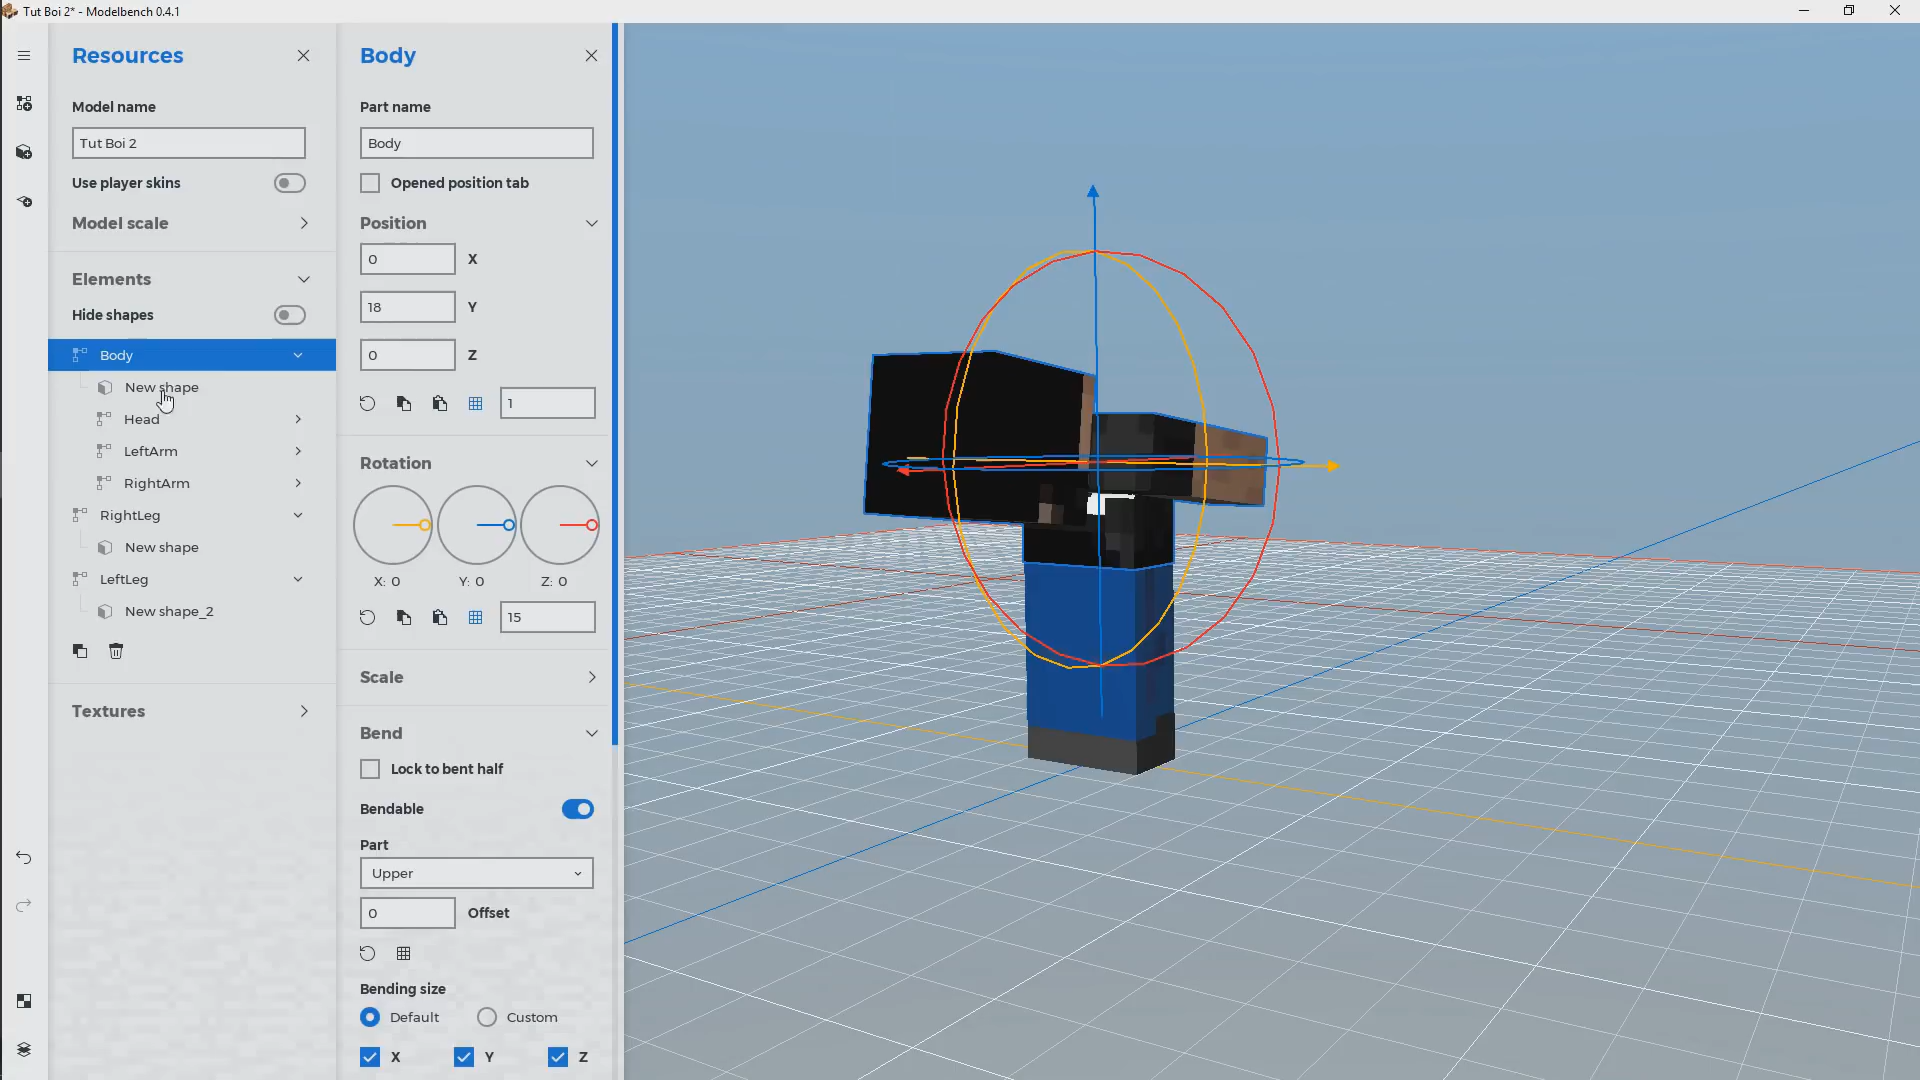 Tut Boi 2* - Modelbench 0.4.1
Resources
Model name
Tut Boi 2
Use player skins
Model scale
Elements
Hide shapes
Body
New shape
Head
LeftArm
RightArm
RightLeg
New shape
LeftLeg
New shape_2
Textures
Body
Part name
Body
Opened position tab
Position
0 X
18 Y
0 Z
1
Rotation
X: 0 Y: 0 Z: 0
15
Scale
Bend
Lock to bent half
Bendable
Part
Upper
0 Offset
Bending size
Default Custom
X Y Z